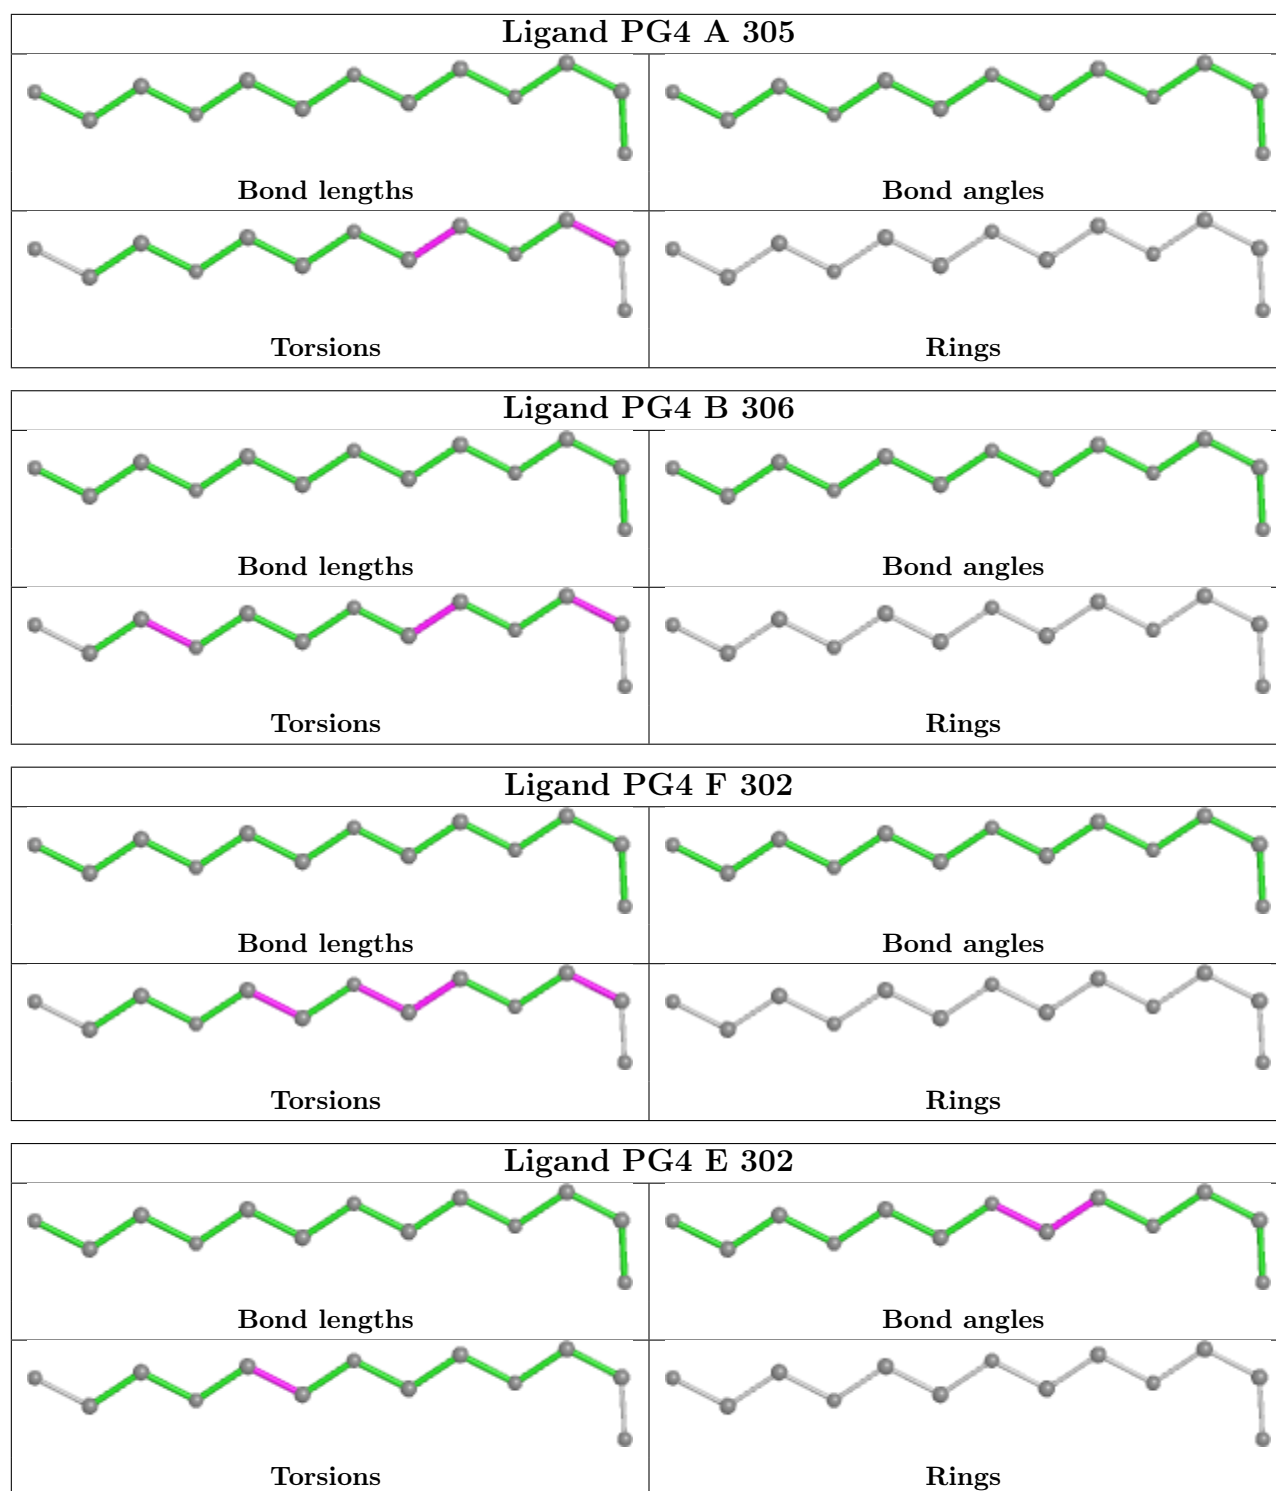 Ligand PG4 A 305
Bond lengths
Bond angles
Torsions
Rings
Ligand PG4 B 306
Bond lengths
Bond angles
Torsions
Rings
Ligand PG4 F 302
Bond lengths
Bond angles
Torsions
Rings
Ligand PG4 E 302
Bond lengths
Bond angles
Torsions
Rings